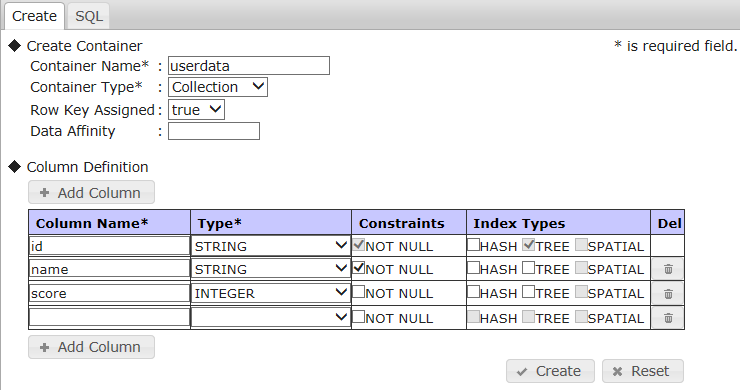 Create SQL
Create Container * is required field.
Container Name* : userdata
Container Type* : Collection
Row Key Assigned : true
Data Affinity :
Column Definition
+ Add Column
Column Name* Type* Constraints Index Types Del
id STRING NOT NULL HASH TREE SPATIAL
name STRING NOT NULL HASH TREE SPATIAL
score INTEGER NOT NULL HASH TREE SPATIAL
NOT NULL HASH TREE SPATIAL
+ Add Column
Create Reset